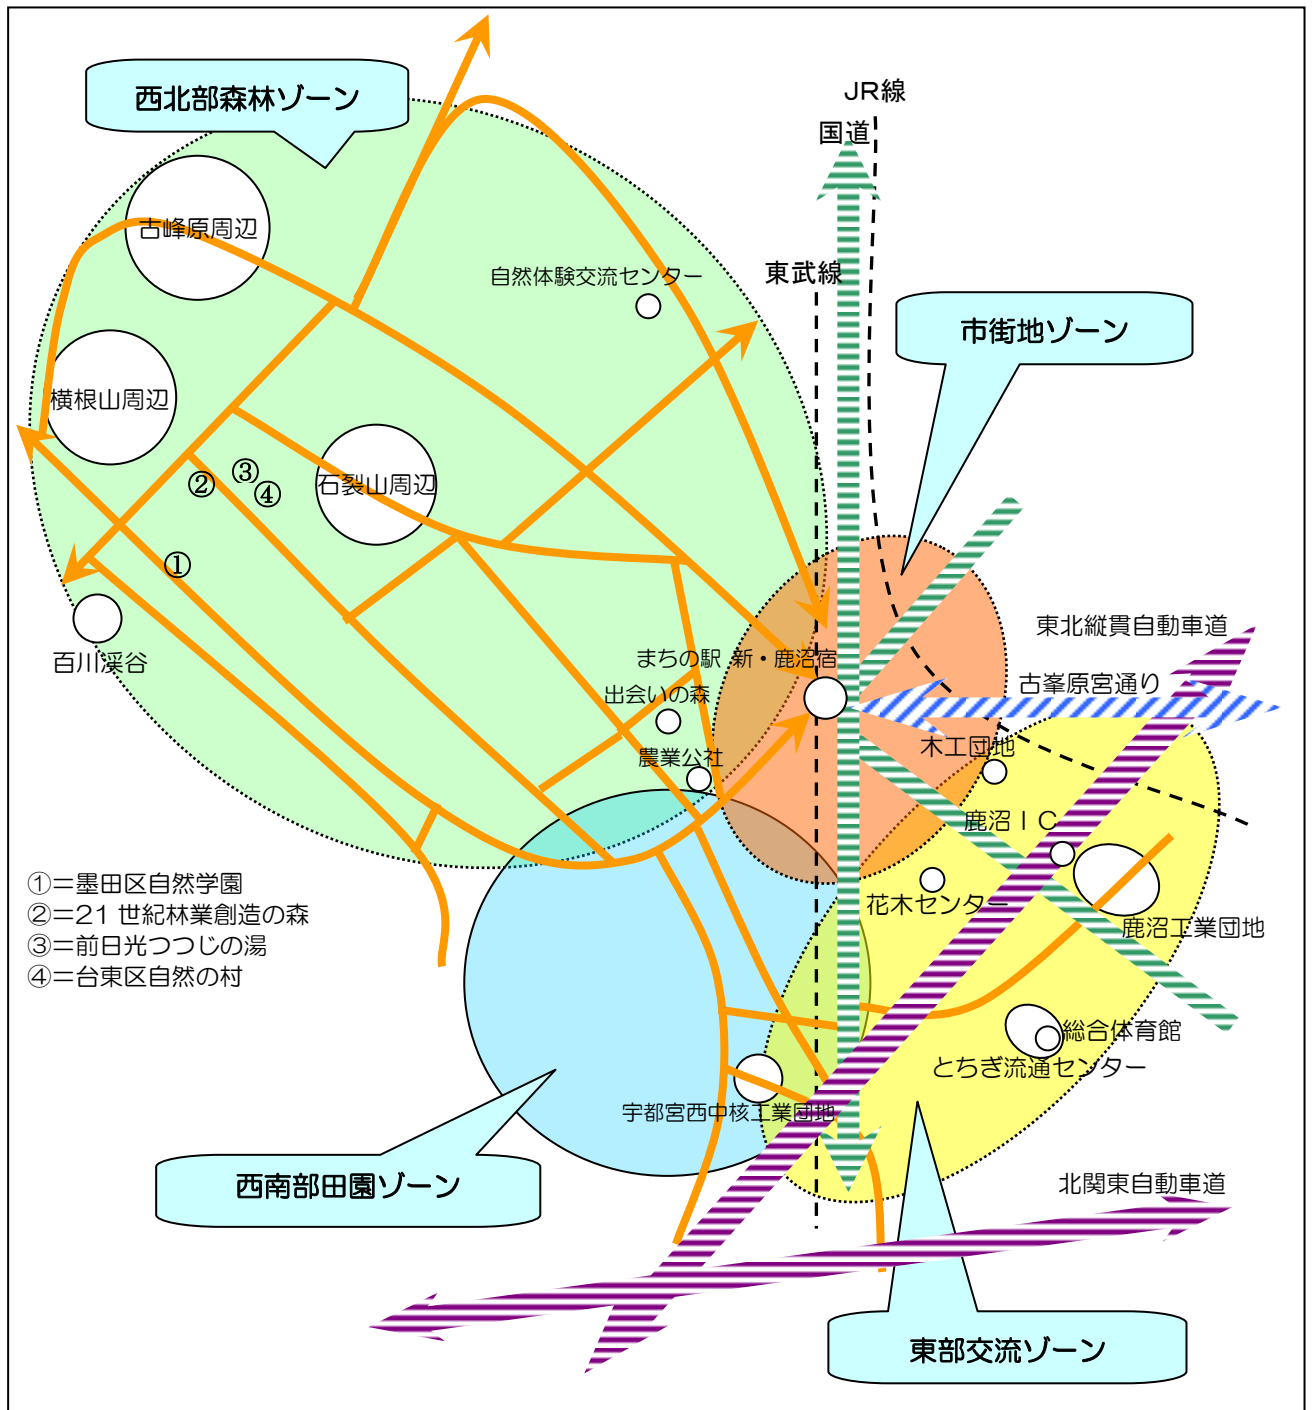 JR線
西北部森林ゾーン
国道
古峰原周辺
自然体験交流センター
東武線
市街地ゾーン
横根山周辺
③
②
④
石裂山周辺
①
百川渓谷
東北縦貫自動車道
まちの駅 新・鹿沼宿
古峯原宮通り
出会いの森
木工団地
農業公社
鹿沼IC
①=墨田区自然学園
②=21世紀林業創造の森
③=前日光つつじの湯
④=台東区自然の村
花木センター
鹿沼工業団地
総合体育館
とちぎ流通センター
宇都宮西中核工業団地
西南部田園ゾーン
北関東自動車道
東部交流ゾーン